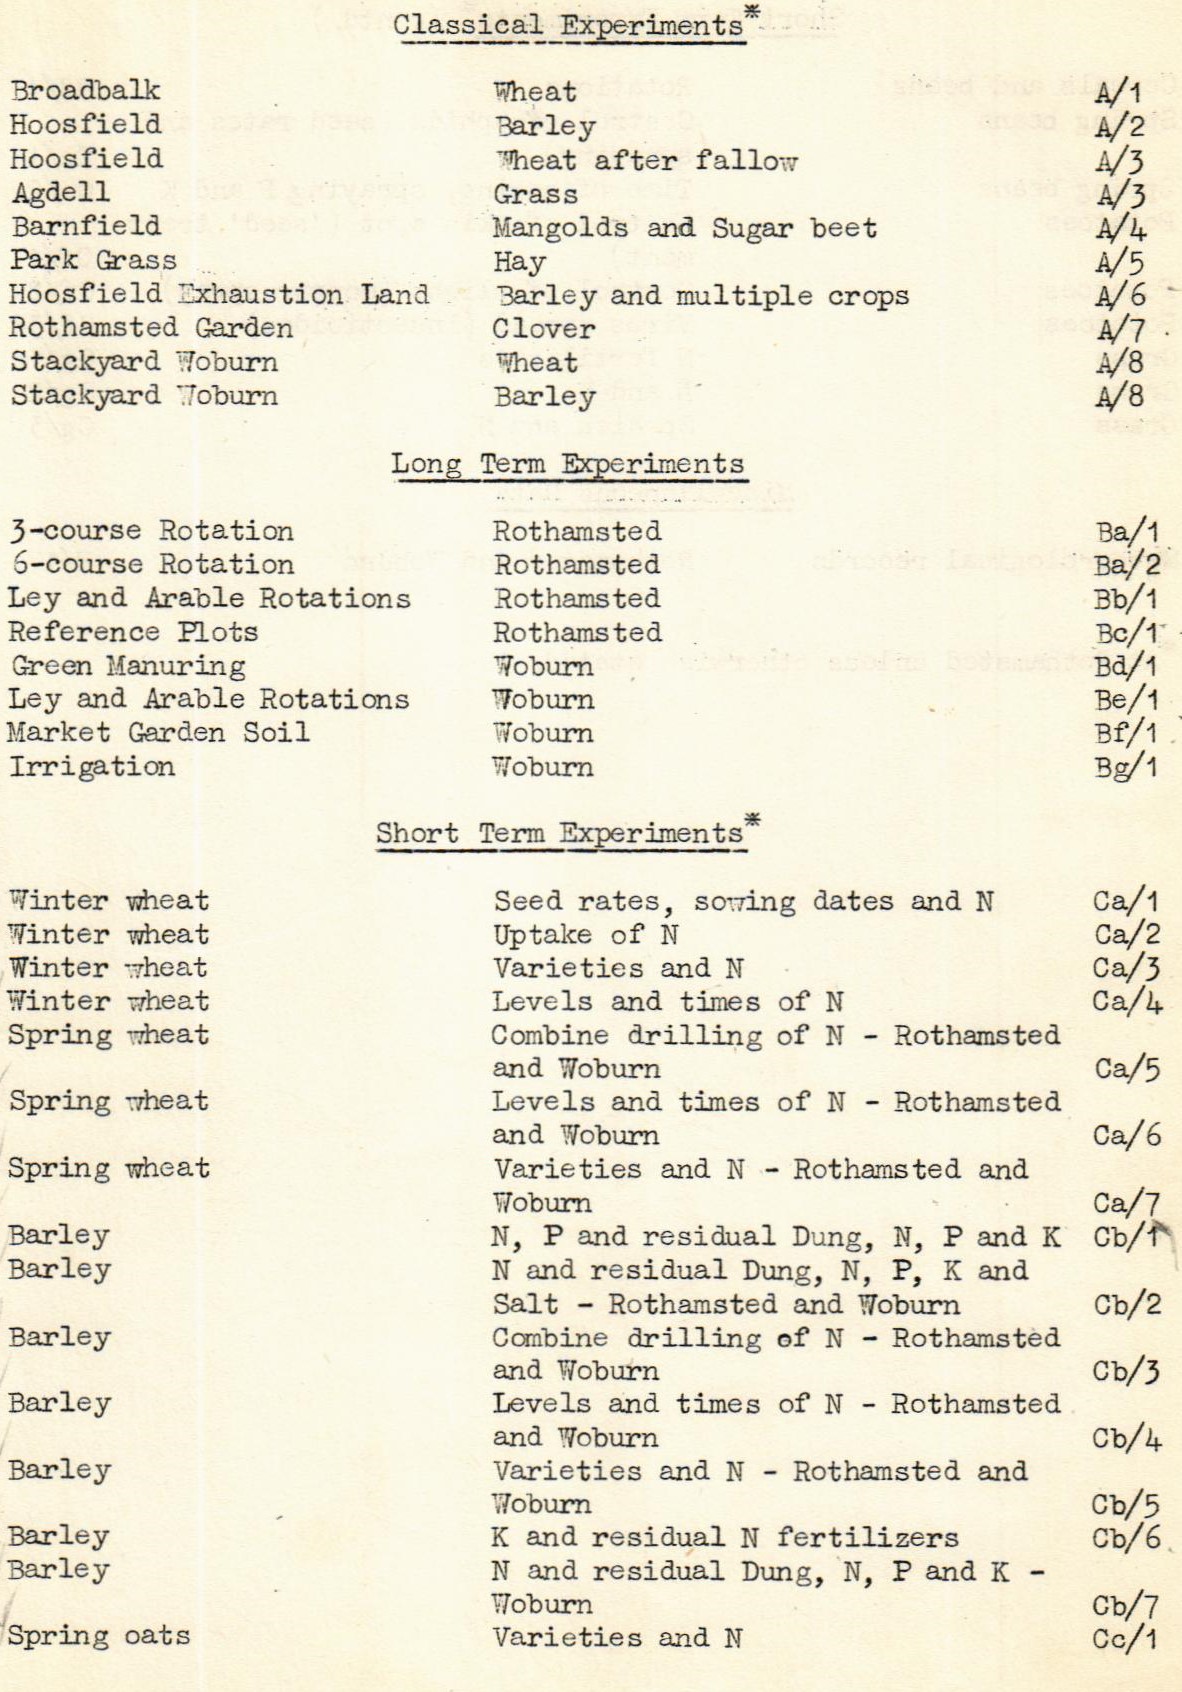 Classical Experiments*
Broadbalk Wheat A/1
Hoosfield Barley A/2
Hoosfield Wheat after fallow A/3
Agdell Grass A/3
Barnfield Mangolds and Sugar beet A/4
Park Grass Hay A/5
Hoosfield Exhaustion Land Barley and multiple crops A/6
Rothamsted Garden Clover A/7
Stackyard Woburn Wheat A/8
Stackyard Woburn Barley A/8
Long Term Experiments
3-course Rotation Rothamsted Ba/1
6-course Rotation Rothamsted Ba/2
Ley and Arable Rotations Rothamsted Bb/1
Reference Plots Rothamsted Bc/1
Green Manuring Woburn Bd/1
Ley and Arable Rotations Woburn Be/1
Market Garden Soil Woburn Bf/1
Irrigation Woburn Bg/1
Short Term Experiments*
Winter wheat Seed rates, sowing dates and N Ca/1
Winter wheat Uptake of N Ca/2
Winter wheat Varieties and N Ca/3
Winter wheat Levels and times of N Ca/4
Spring wheat Combine drilling of N - Rothamsted
and Woburn Ca/5
Spring wheat Levels and times of N - Rothamsted
and Woburn Ca/6
Spring wheat Varieties and N - Rothamsted and
Woburn Ca/7
Barley N, P and residual Dung, N, P and K Cb/1
Barley N and residual Dung, N, P, K and
Salt - Rothamsted and Woburn Cb/2
Barley Combine drilling of N - Rothamsted
and Woburn Cb/3
Barley Levels and times of N - Rothamsted
and Woburn Cb/4
Barley Varieties and N - Rothamsted and
Woburn Cb/5
Barley K and residual N fertilizers Cb/6
Barley N and residual Dung, N, P and K -
Woburn Cb/7
Spring oats Varieties and N Cc/1